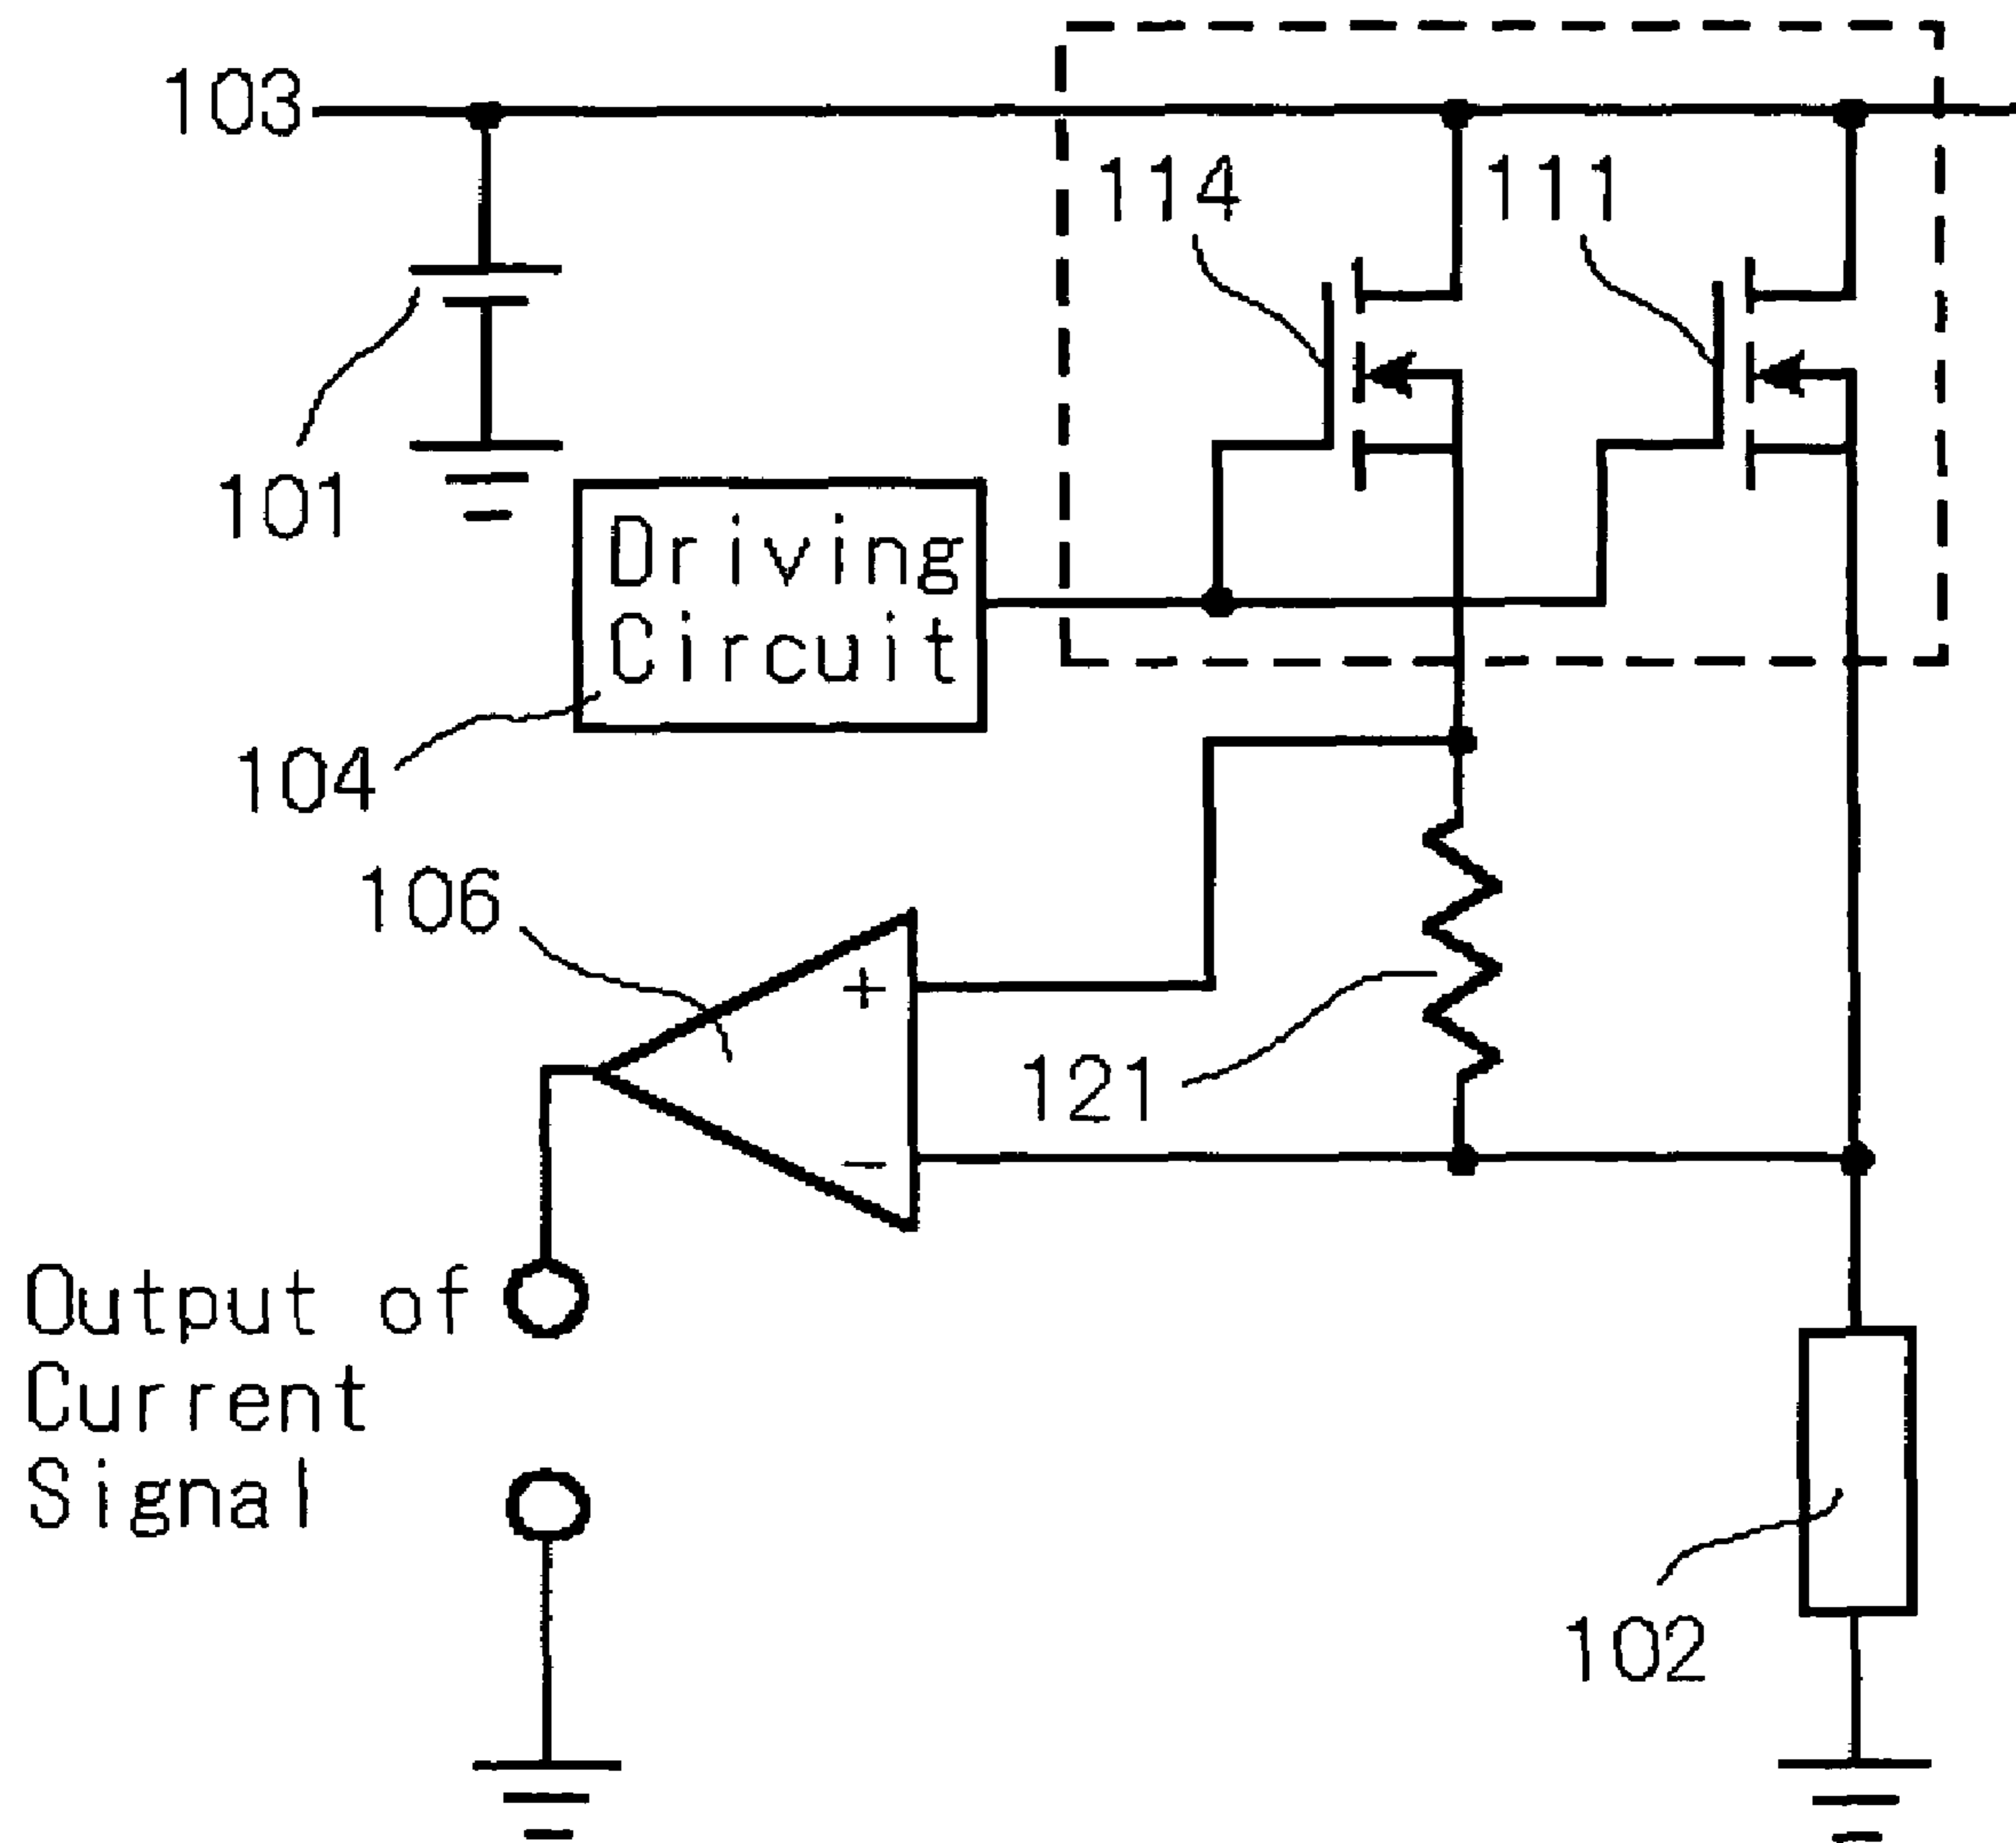 103
114
111
101
Driving
Circuit
104
106
+
121
−
Output of
Current
Signal
102